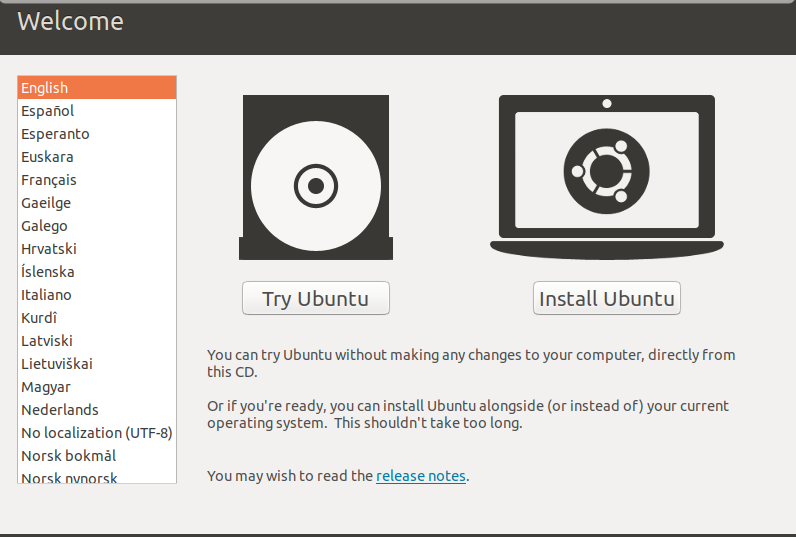 Welcome
English
Español
Esperanto
Euskara
Français
Gaeilge
Galego
Hrvatski
Íslenska
Italiano
Kurdî
Latviski
Lietuviškai
Magyar
Nederlands
No localization (UTF-8)
Norsk bokmål
Norsk nynorsk
Try Ubuntu
Install Ubuntu
You can try Ubuntu without making any changes to your computer, directly from
this CD.
Or if you're ready, you can install Ubuntu alongside (or instead of) your current
operating system.  This shouldn't take too long.
You may wish to read the release notes.